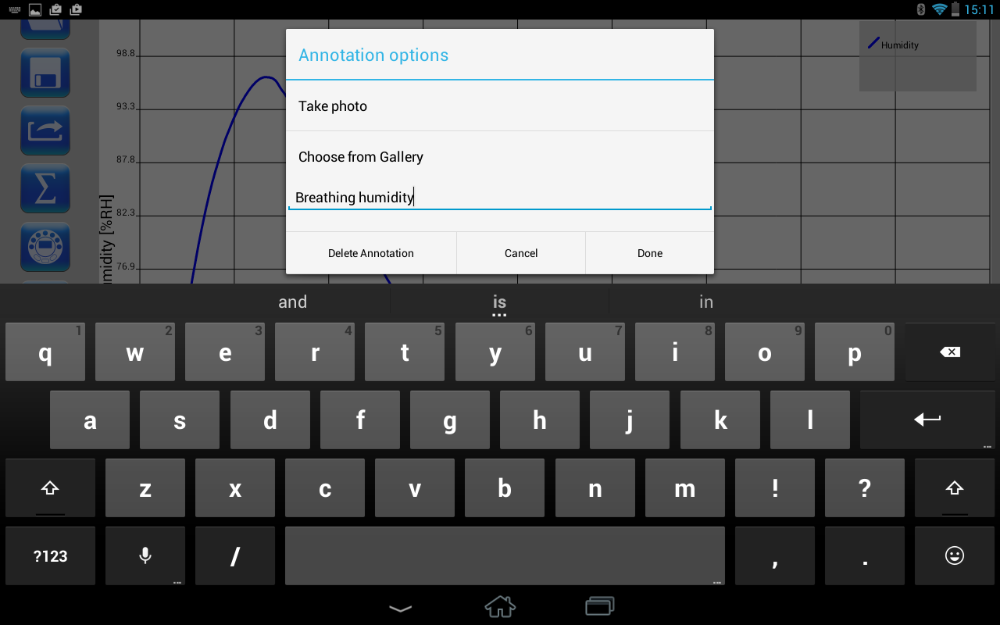 15:11
Annotation options
Take photo
Choose from Gallery
Breathing humidity
Delete Annotation Cancel Done
Humidity
98.8
93.3
87.8
82.3
76.9
midity [%RH]
Σ
and is in
1 2 3 4 5 6 7 8 9 0
q w e r t y u i o p
a s d f g h j k l
z x c v b n m ! ?
?123 / , .